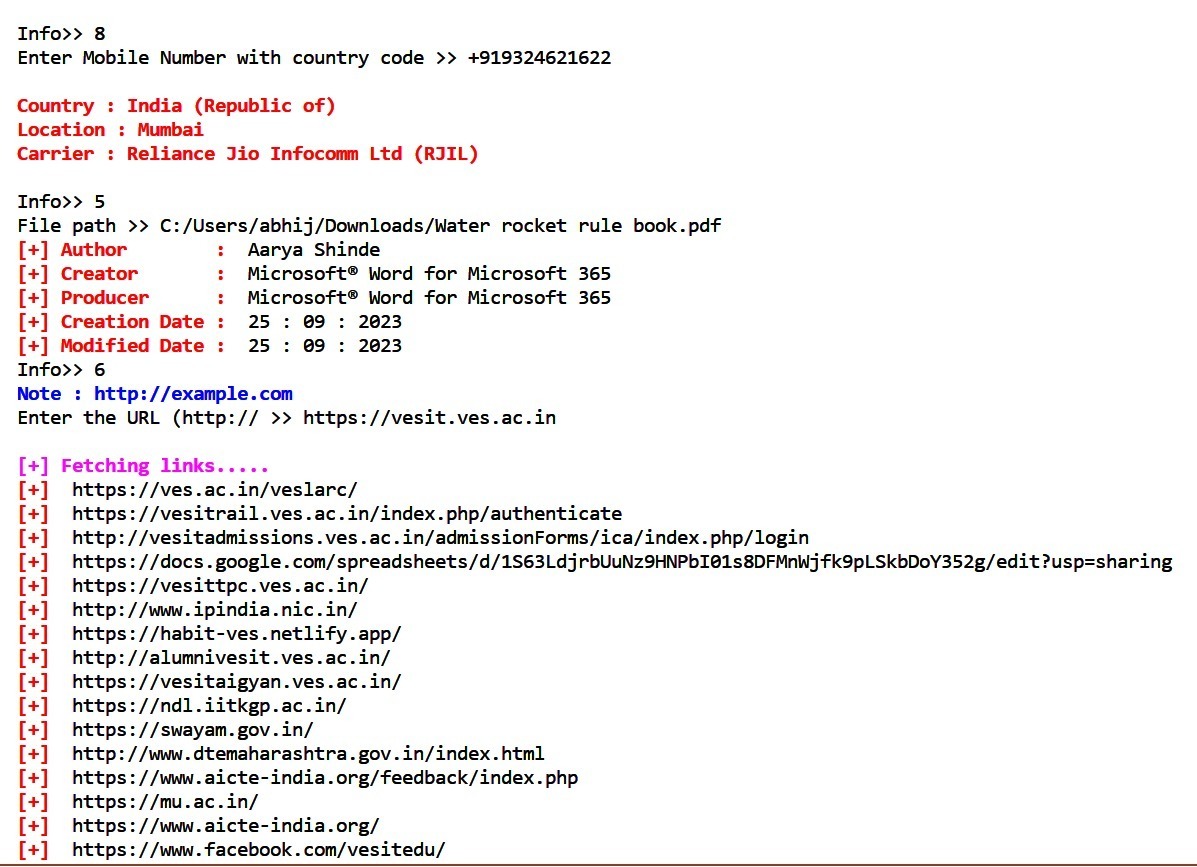 Info>> 8
Enter Mobile Number with country code >> +919324621622
Country : India (Republic of)
Location : Mumbai
Carrier : Reliance Jio Infocomm Ltd (RJIL)
Info>> 5
File path >> C:/Users/abhij/Downloads/Water rocket rule book.pdf
[+] Author : Aarya Shinde
[+] Creator : Microsoft® Word for Microsoft 365
[+] Producer : Microsoft® Word for Microsoft 365
[+] Creation Date : 25 : 09 : 2023
[+] Modified Date : 25 : 09 : 2023
Info>> 6
Note : http://example.com
Enter the URL (http:// >> https://vesit.ves.ac.in
[+] Fetching links.....
[+] https://ves.ac.in/veslarc/
[+] https://vesitrail.ves.ac.in/index.php/authenticate
[+] http://vesitadmissions.ves.ac.in/admissionForms/ica/index.php/login
[+] https://docs.google.com/spreadsheets/d/1S63LdjrbUuNz9HNPbI01s8DFMnWjfk9pLSkbDoY352g/edit?usp=sharing
[+] https://vesittpc.ves.ac.in/
[+] http://www.ipindia.nic.in/
[+] https://habit-ves.netlify.app/
[+] http://alumnivesit.ves.ac.in/
[+] https://vesitaigyan.ves.ac.in/
[+] https://ndl.iitkgp.ac.in/
[+] https://swayam.gov.in/
[+] http://www.dtemaharashtra.gov.in/index.html
[+] https://www.aicte-india.org/feedback/index.php
[+] https://mu.ac.in/
[+] https://www.aicte-india.org/
[+] https://www.facebook.com/vesitedu/